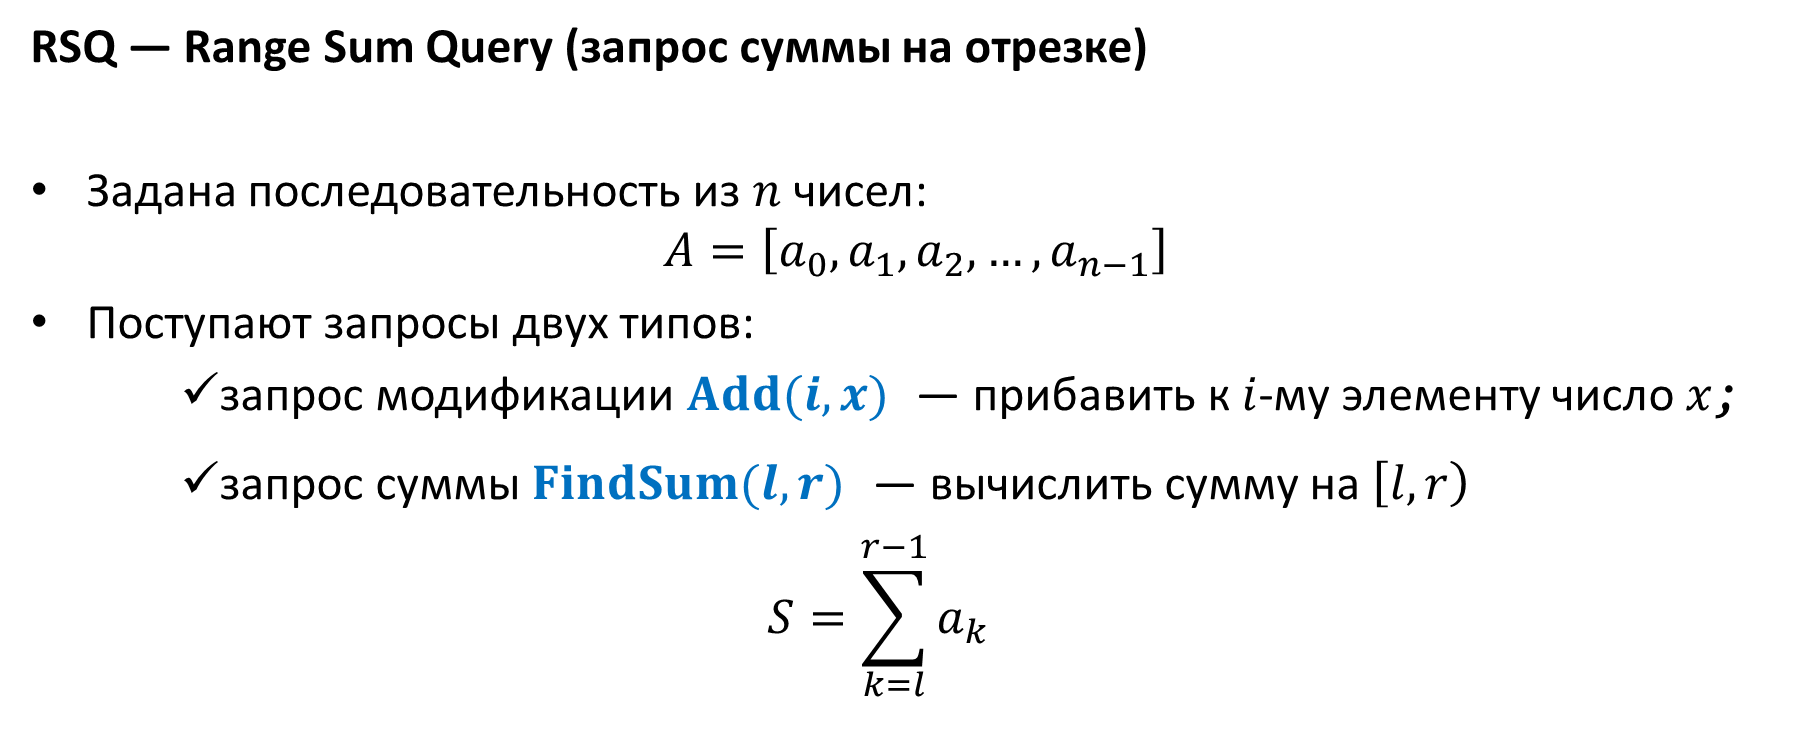 RSQ — Range Sum Query (запрос суммы на отрезке)
• Задана последовательность из n чисел:
A = [a₀, a₁, a₂, … , aₙ₋₁]
• Поступают запросы двух типов:
✓запрос модификации Add(i, x) — прибавить к i-му элементу число x;
✓запрос суммы FindSum(l, r) — вычислить сумму на [l, r)
r−1
S = ∑ aₖ
k=l